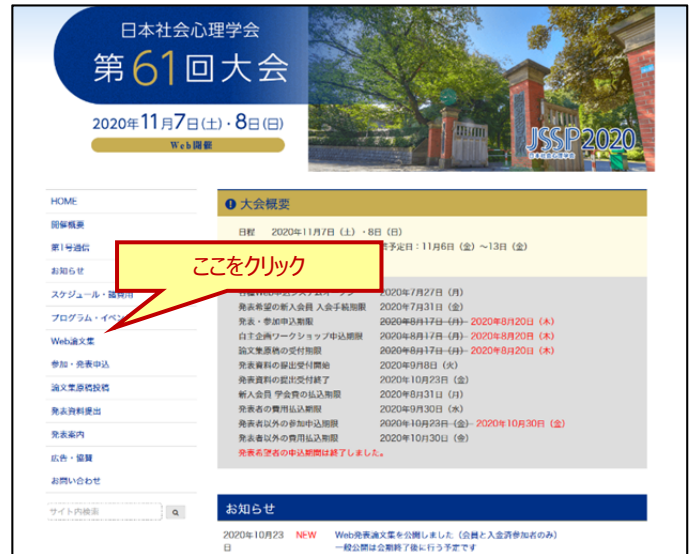 日本社会心理学会
第61回大会
2020年11月7日(土)・8日(日)
Web開催
JSSP2020
日本社会心理学会
HOME
開催概要
第1号通信
お知らせ
スケジュール・諸費用
プログラム・イベン
Web論文集
参加・発表申込
論文集原稿投稿
発表資料提出
発表案内
広告・協賛
お問い合わせ
サイト内検索
ここをクリック
大会概要
日程 2020年11月7日（土）・8日（日）
予定日：11月6日（金）～13日（金）
2020年7月27日（月）
発表希望の新入会員 入会手続期限 2020年7月31日（金）
発表・参加申込期限 2020年8月17日（月） 2020年8月20日（木）
自主企画ワークショップ申込期限 2020年8月17日（月） 2020年8月20日（木）
論文集原稿の受付期限 2020年8月17日（月） 2020年8月20日（木）
発表資料の提出受付開始 2020年9月8日（火）
発表資料の提出受付終了 2020年10月23日（金）
新入会員 学会費の払込期限 2020年8月31日（月）
発表者の費用払込期限 2020年9月30日（水）
発表者以外の参加申込期限 2020年10月23日（金） 2020年10月30日（金）
発表者以外の費用払込期限 2020年10月30日（金）
発表希望者の申込期間は終了しました。
お知らせ
2020年10月23日 NEW Web発表論文集を公開しました（会員と入金済参加者のみ）
一般公開は会期終了後に行う予定です